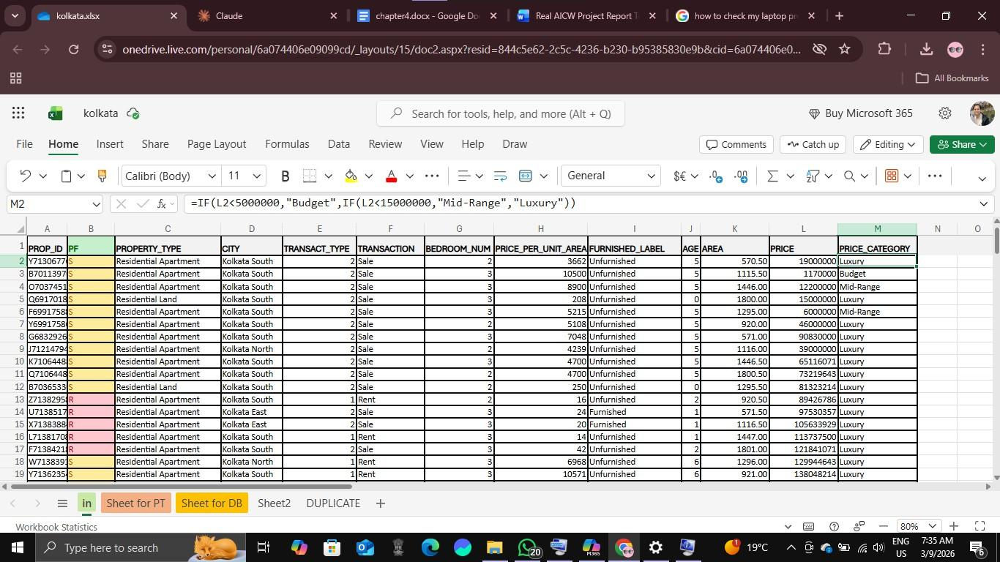 kolkata.xlsx
Claude
chapter4.docx - Google Do
Real AICW Project Report T
how to check my laptop pr
onedrive.live.com/personal/6a074406e09099cd/_layouts/15/doc2.aspx?resid=844c5e62-2c5c-4236-b230-b95385830e9b&cid=6a074406e0...
All Bookmarks
kolkata
Search for tools, help, and more (Alt + Q)
Buy Microsoft 365
File Home Insert Share Page Layout Formulas Data Review View Help Draw
Comments Catch up Editing Share
Calibri (Body) 11 B A General $€ .0 .00
M2 fx =IF(L2<5000000,"Budget",IF(L2<15000000,"Mid-Range","Luxury"))
A B C D E F G H I J K L M N O
1 PROP_ID PF PROPERTY_TYPE CITY TRANSACT_TYPE TRANSACTION BEDROOM_NUM PRICE_PER_UNIT_AREA FURNISHED_LABEL AGE AREA PRICE PRICE_CATEGORY
2 Y7130677 S Residential Apartment Kolkata South 2 Sale 2 3662 Unfurnished 5 570.50 19000000 Luxury
3 B7011397 S Residential Apartment Kolkata South 2 Sale 3 10500 Unfurnished 5 1115.50 1170000 Budget
4 O7037451 S Residential Apartment Kolkata South 2 Sale 3 8900 Unfurnished 5 1446.00 12200000 Mid-Range
5 Q6917018 S Residential Land Kolkata South 2 Sale 3 208 Unfurnished 0 1800.00 15000000 Luxury
6 F6991758 S Residential Apartment Kolkata South 2 Sale 3 5215 Unfurnished 5 1295.00 6000000 Mid-Range
7 Y6991758 S Residential Apartment Kolkata South 2 Sale 2 5108 Unfurnished 5 920.00 46000000 Luxury
8 G6832926 S Residential Apartment Kolkata South 2 Sale 3 7048 Unfurnished 5 571.00 90830000 Luxury
9 J71214794 S Residential Apartment Kolkata North 2 Sale 2 4239 Unfurnished 5 1116.00 39000000 Luxury
10 K7106448 S Residential Apartment Kolkata South 2 Sale 3 4700 Unfurnished 5 1446.50 65116071 Luxury
11 Q7106448 S Residential Apartment Kolkata South 2 Sale 2 4700 Unfurnished 5 1800.50 73219643 Luxury
12 B7036533 S Residential Land Kolkata South 2 Sale 2 250 Unfurnished 0 1295.50 81323214 Luxury
13 Z7138295 R Residential Apartment Kolkata South 1 Rent 2 16 Unfurnished 2 920.50 89426786 Luxury
14 U7138517 R Residential Apartment Kolkata East 2 Sale 3 24 Furnished 1 571.50 97530357 Luxury
15 X7138388 R Residential Apartment Kolkata East 2 Sale 3 20 Furnished 1 1116.50 105633929 Luxury
16 L7138170 R Residential Apartment Kolkata South 1 Rent 3 14 Unfurnished 1 1447.00 113737500 Luxury
17 F7138421 R Residential Apartment Kolkata South 2 Sale 3 42 Unfurnished 2 1801.00 121841071 Luxury
18 W713839 S Residential Apartment Kolkata North 1 Rent 3 6968 Unfurnished 6 1296.00 129944643 Luxury
19 Y7136235 S Residential Apartment Kolkata South 1 Rent 3 10571 Unfurnished 6 921.00 138048214 Luxury
in Sheet for PT Sheet for DB Sheet2 DUPLICATE
Workbook Statistics 80%
Type here to search
20
M365
1
19°C
ENG
US
7:35 AM
3/9/2026
6